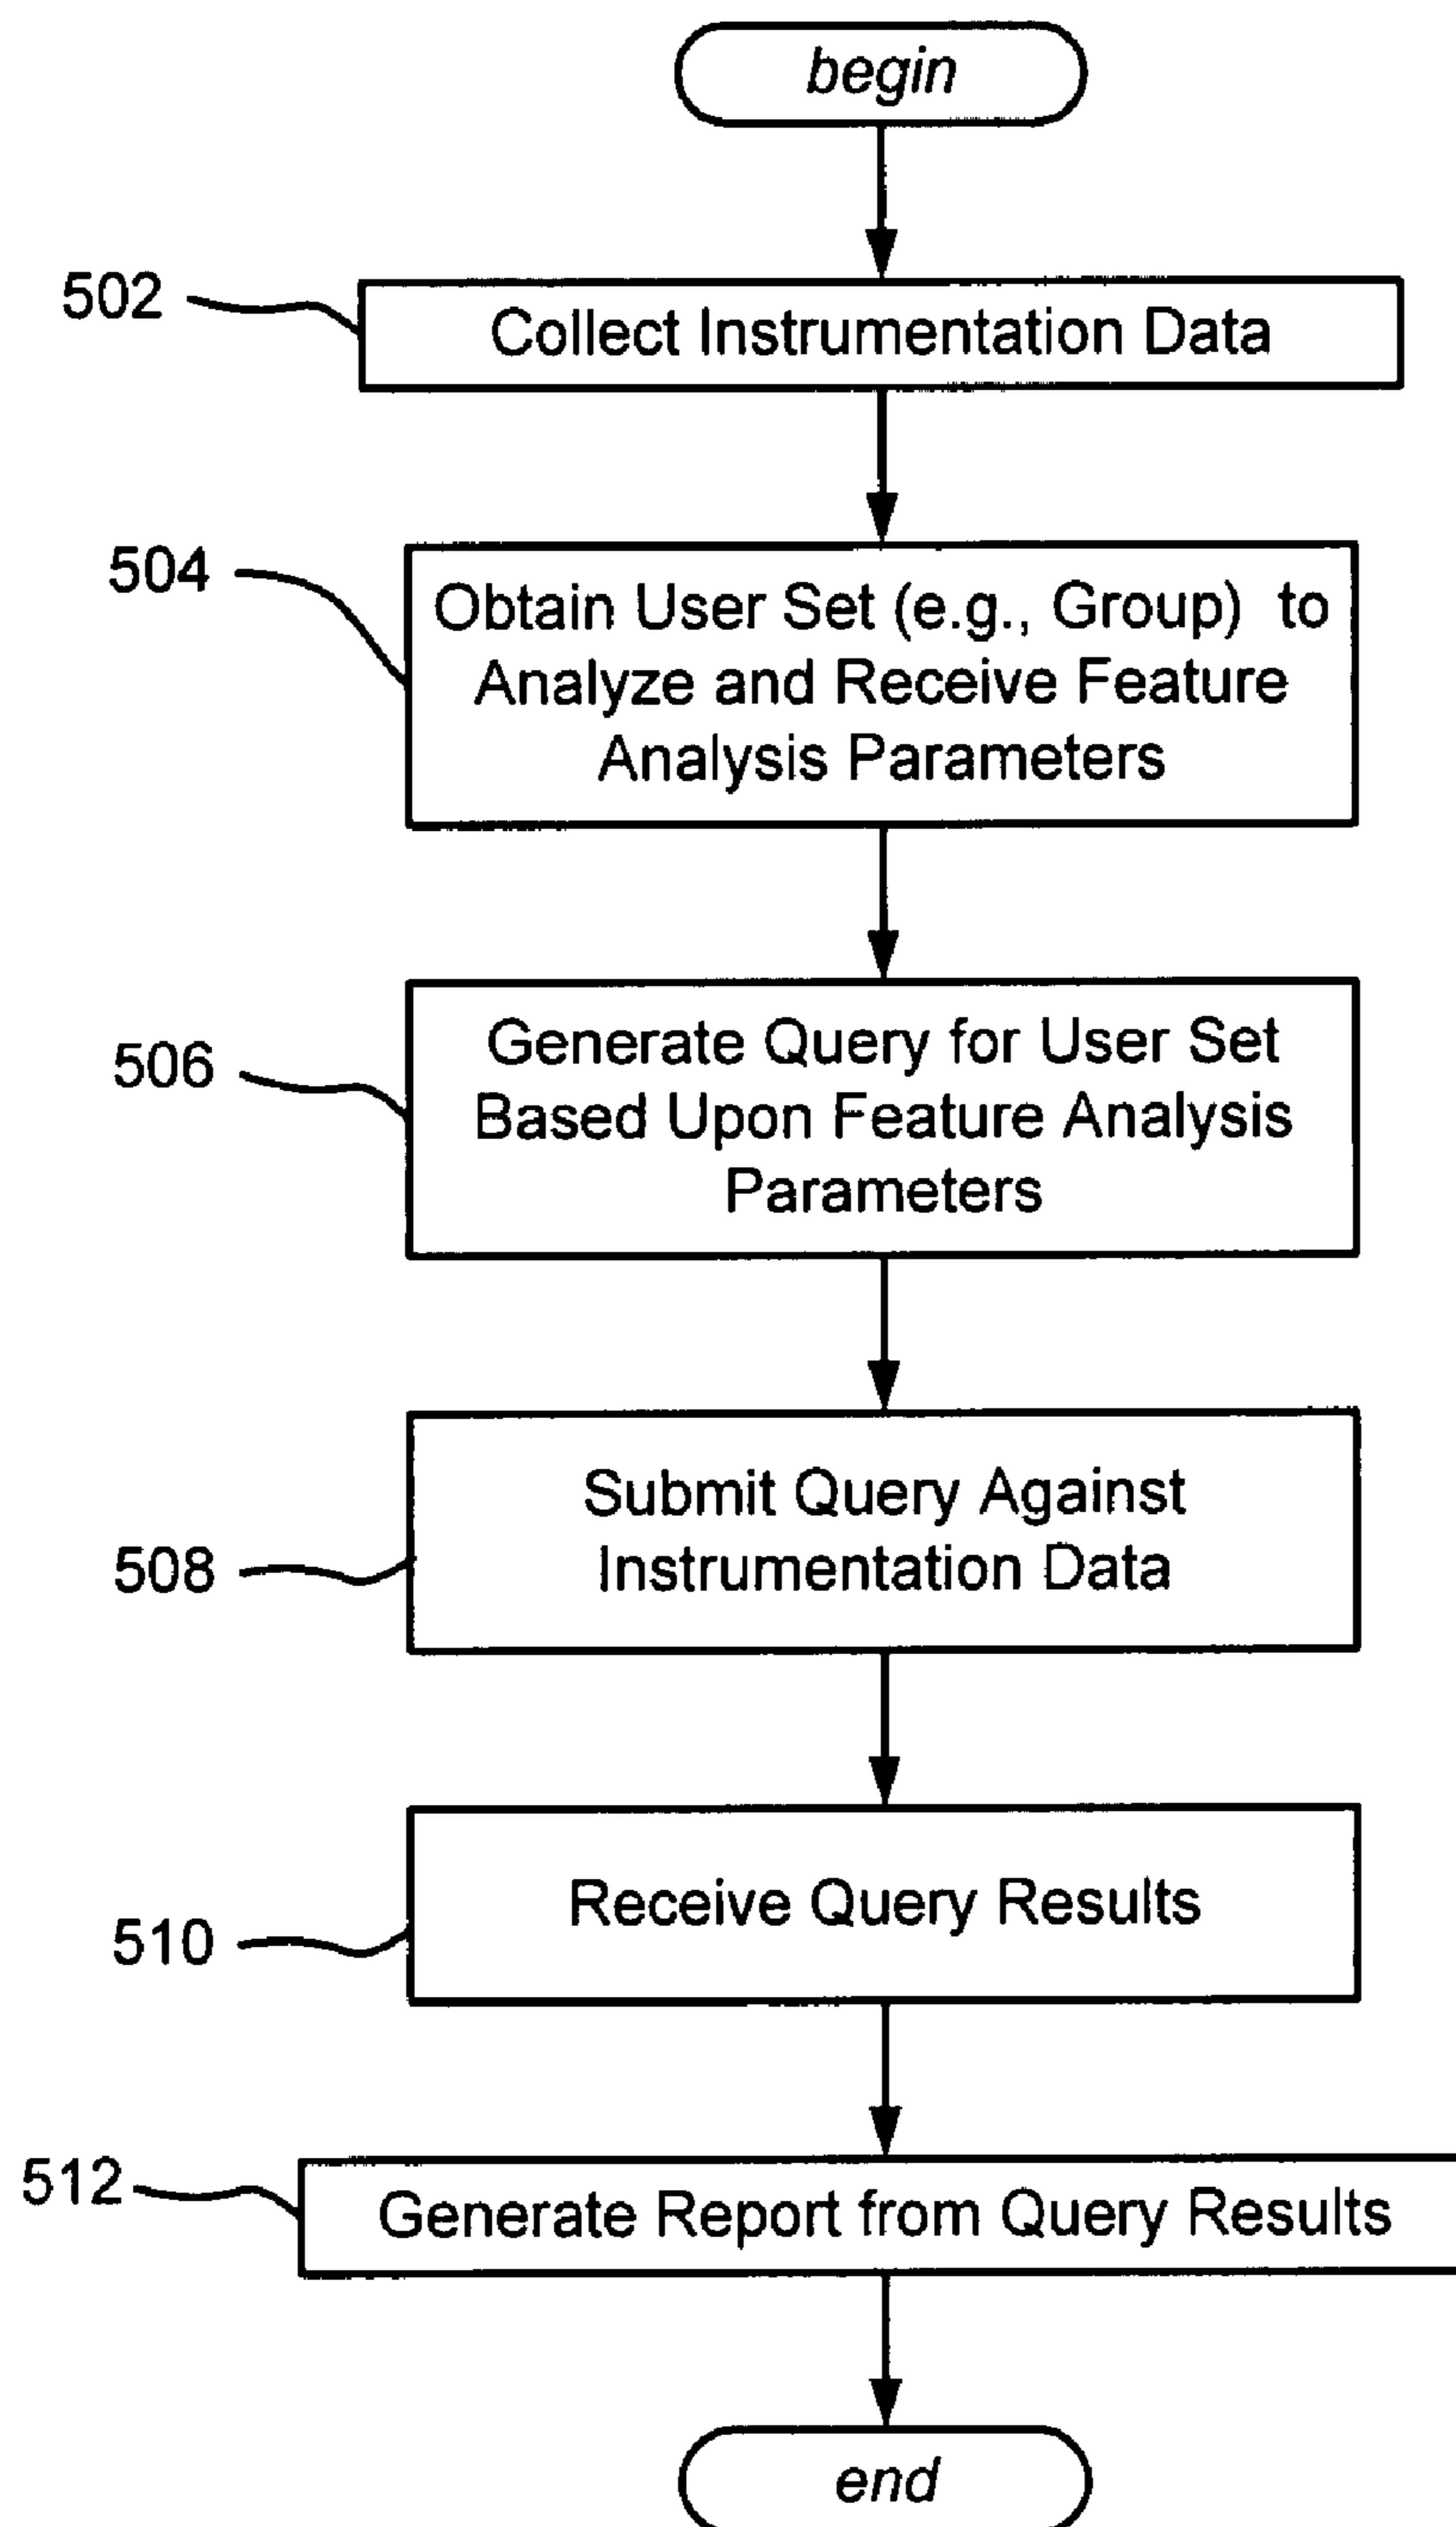 begin
502
Collect Instrumentation Data
504
Obtain User Set (e.g., Group) to
Analyze and Receive Feature
Analysis Parameters
506
Generate Query for User Set
Based Upon Feature Analysis
Parameters
508
Submit Query Against
Instrumentation Data
510
Receive Query Results
512
Generate Report from Query Results
end